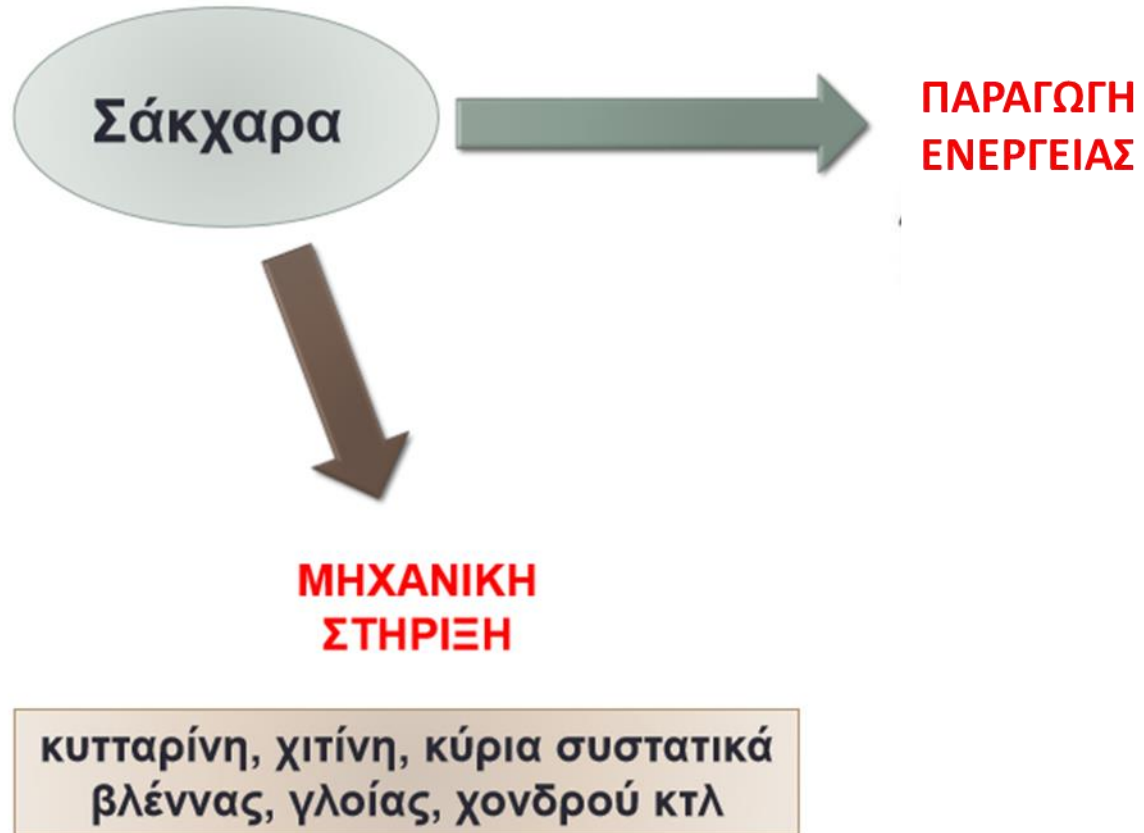 Σάκχαρα
ΠΑΡΑΓΩΓΗ
ΕΝΕΡΓΕΙΑΣ
ΜΗΧΑΝΙΚΗ
ΣΤΗΡΙΞΗ
κυτταρίνη, χιτίνη, κύρια συστατικά
βλέννας, γλοίας, χονδρού κτλ